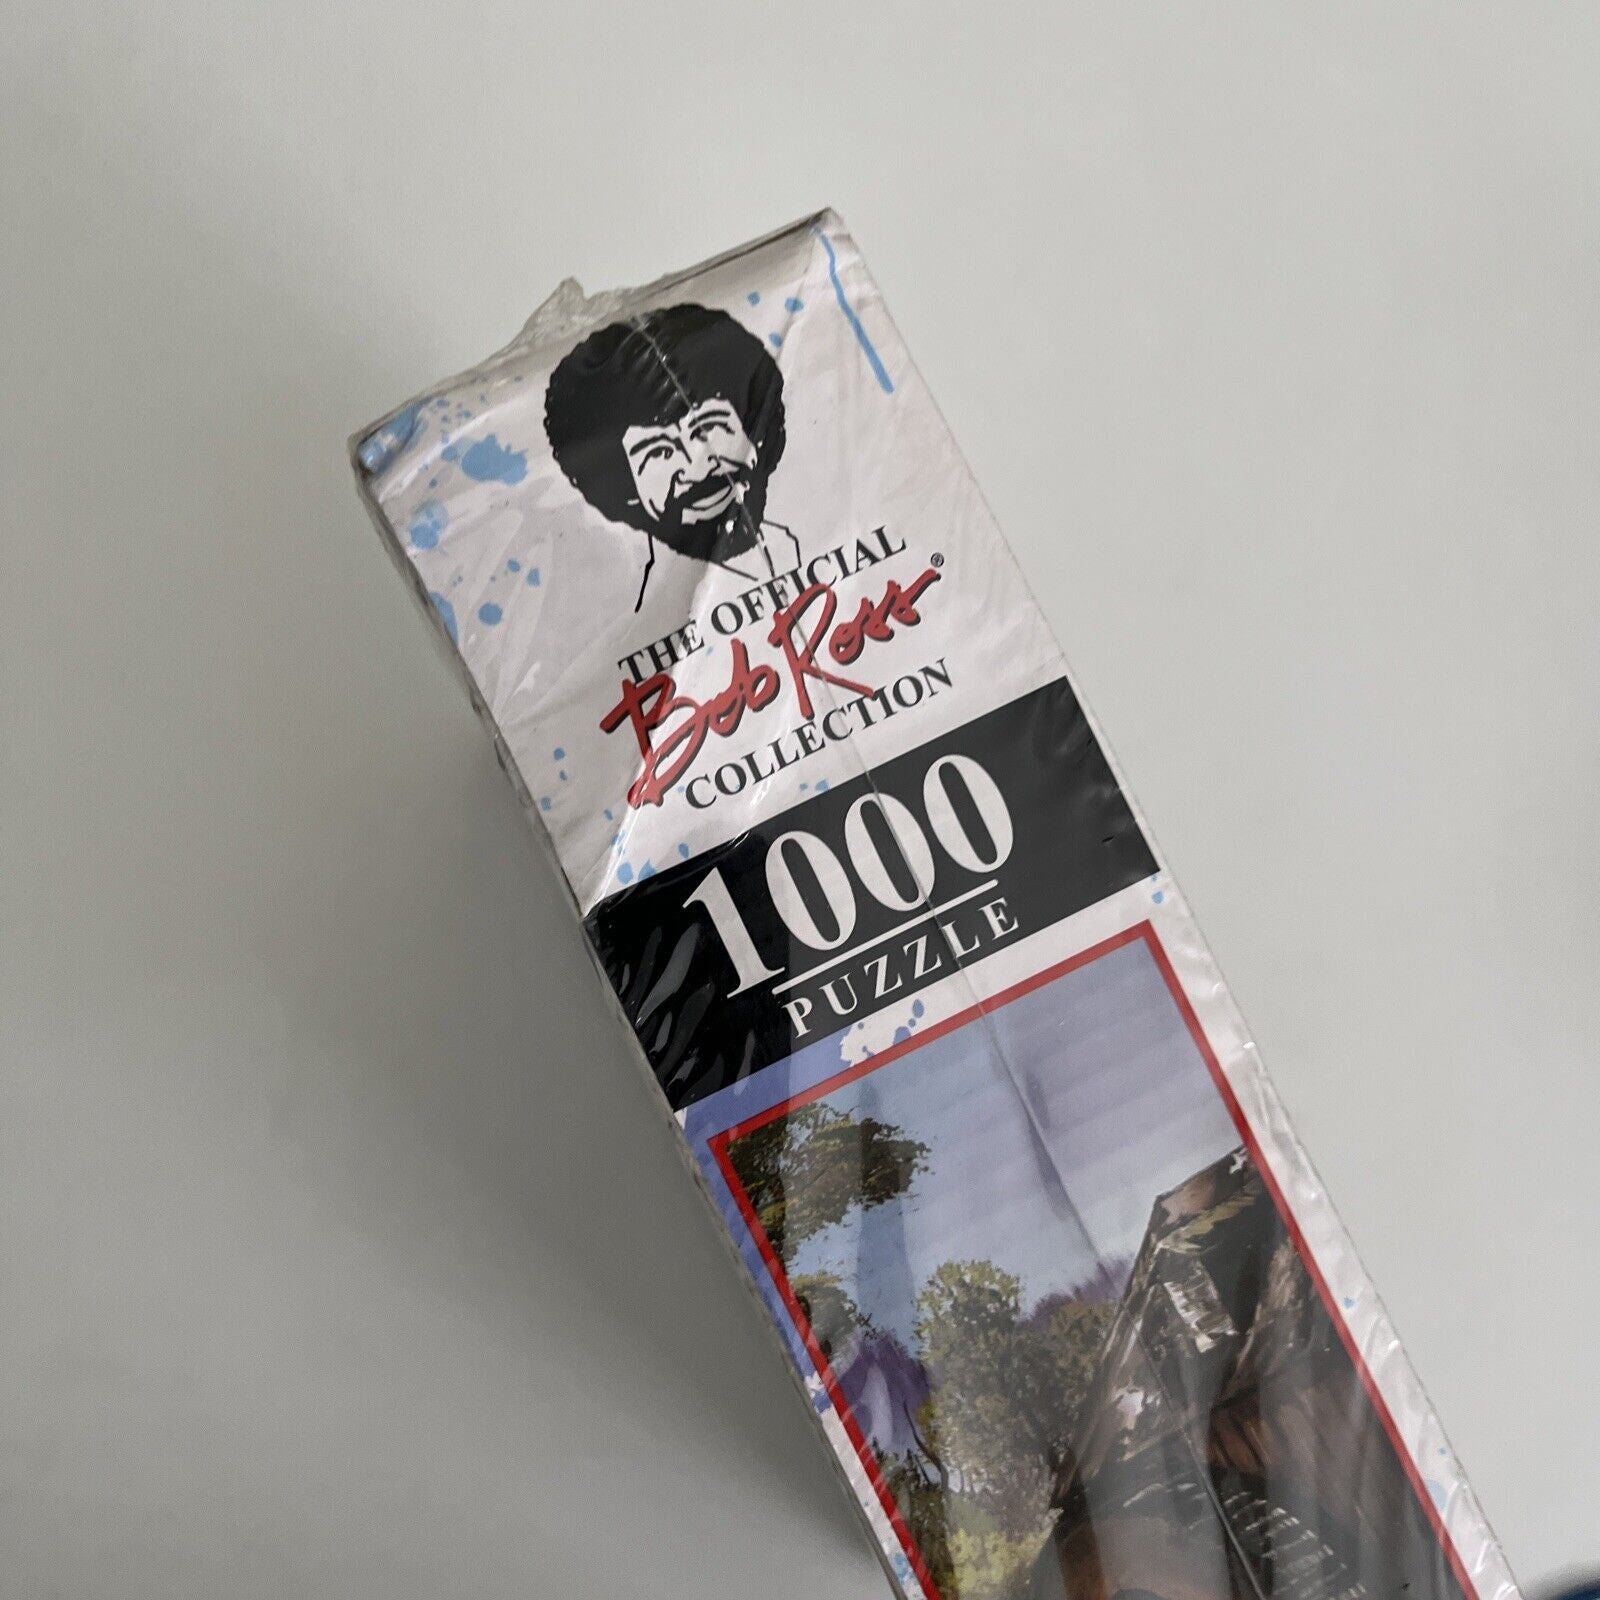 THE OFFICIAL
Bob Ross®
COLLECTION
1000
PUZZLE